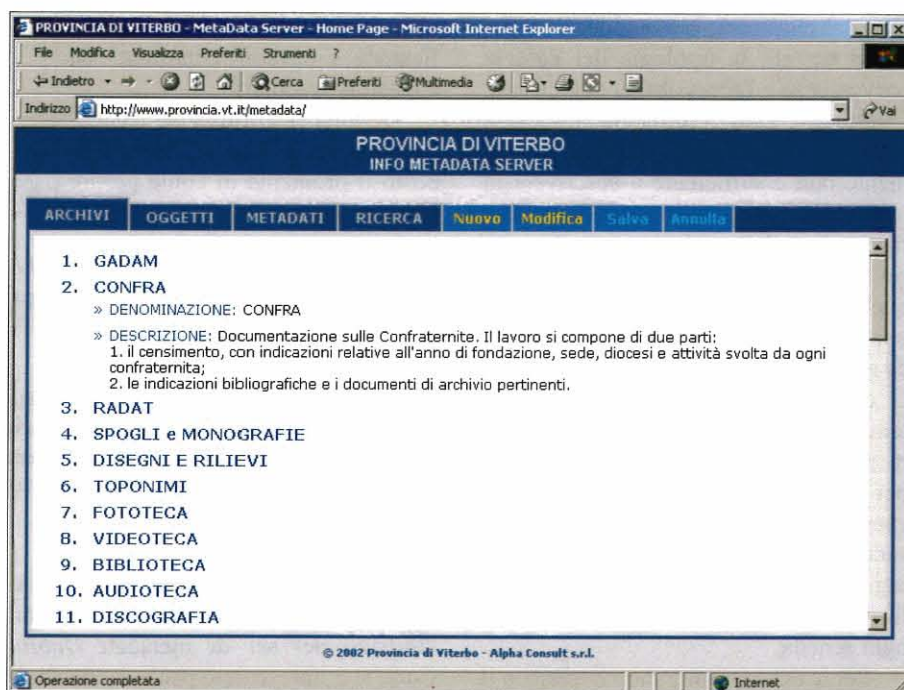 PROVINCIA DI VITERBO - MetaData Server - Home Page - Microsoft Internet Explorer
File Modifica Visualizza Preferiti Strumenti ?
Indietro Cerca Preferiti Multimedia
Indirizzo http://www.provincia.vt.it/metadata/ Vai
PROVINCIA DI VITERBO
INFO METADATA SERVER
ARCHIVI OGGETTI METADATI RICERCA Nuovo Modifica Salva Annulla
1. GADAM
2. CONFRA
» DENOMINAZIONE: CONFRA
» DESCRIZIONE: Documentazione sulle Confraternite. Il lavoro si compone di due parti:
1. il censimento, con indicazioni relative all'anno di fondazione, sede, diocesi e attività svolta da ogni
confraternita;
2. le indicazioni bibliografiche e i documenti di archivio pertinenti.
3. RADAT
4. SPOGLI e MONOGRAFIE
5. DISEGNI E RILIEVI
6. TOPONIMI
7. FOTOTECA
8. VIDEOTECA
9. BIBLIOTECA
10. AUDIOTECA
11. DISCOGRAFIA
© 2002 Provincia di Viterbo - Alpha Consult s.r.l.
Operazione completata Internet